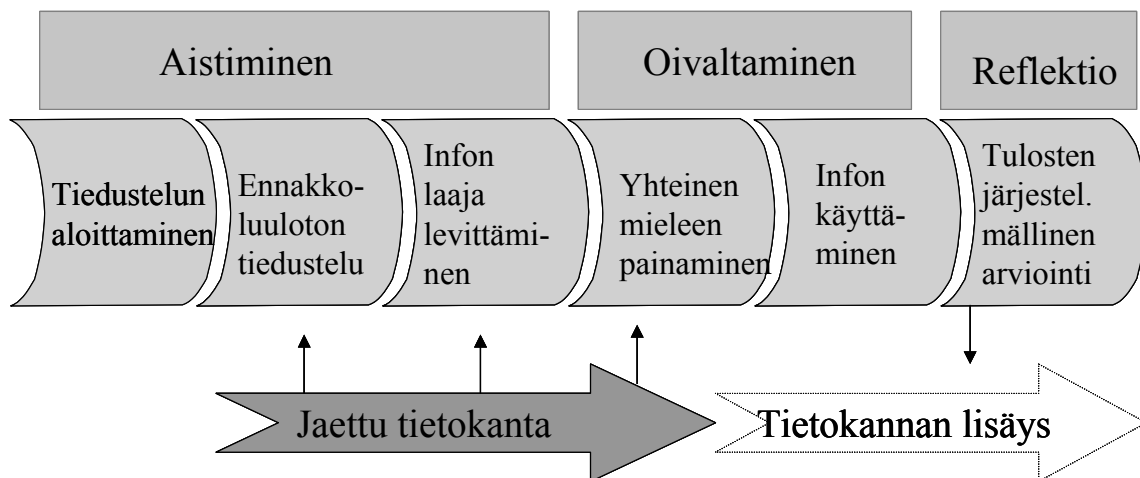 Aistiminen
Oivaltaminen
Reflektio
Tiedustelun
aloittaminen
Ennakko-
luuloton
tiedustelu
Infon
laaja
levittämi-
nen
Yhteinen
mieleen
painaminen
Infon
käyttä-
minen
Tulosten
järjestel.
mällinen
arviointi
Jaettu tietokanta
Tietokannan lisäys